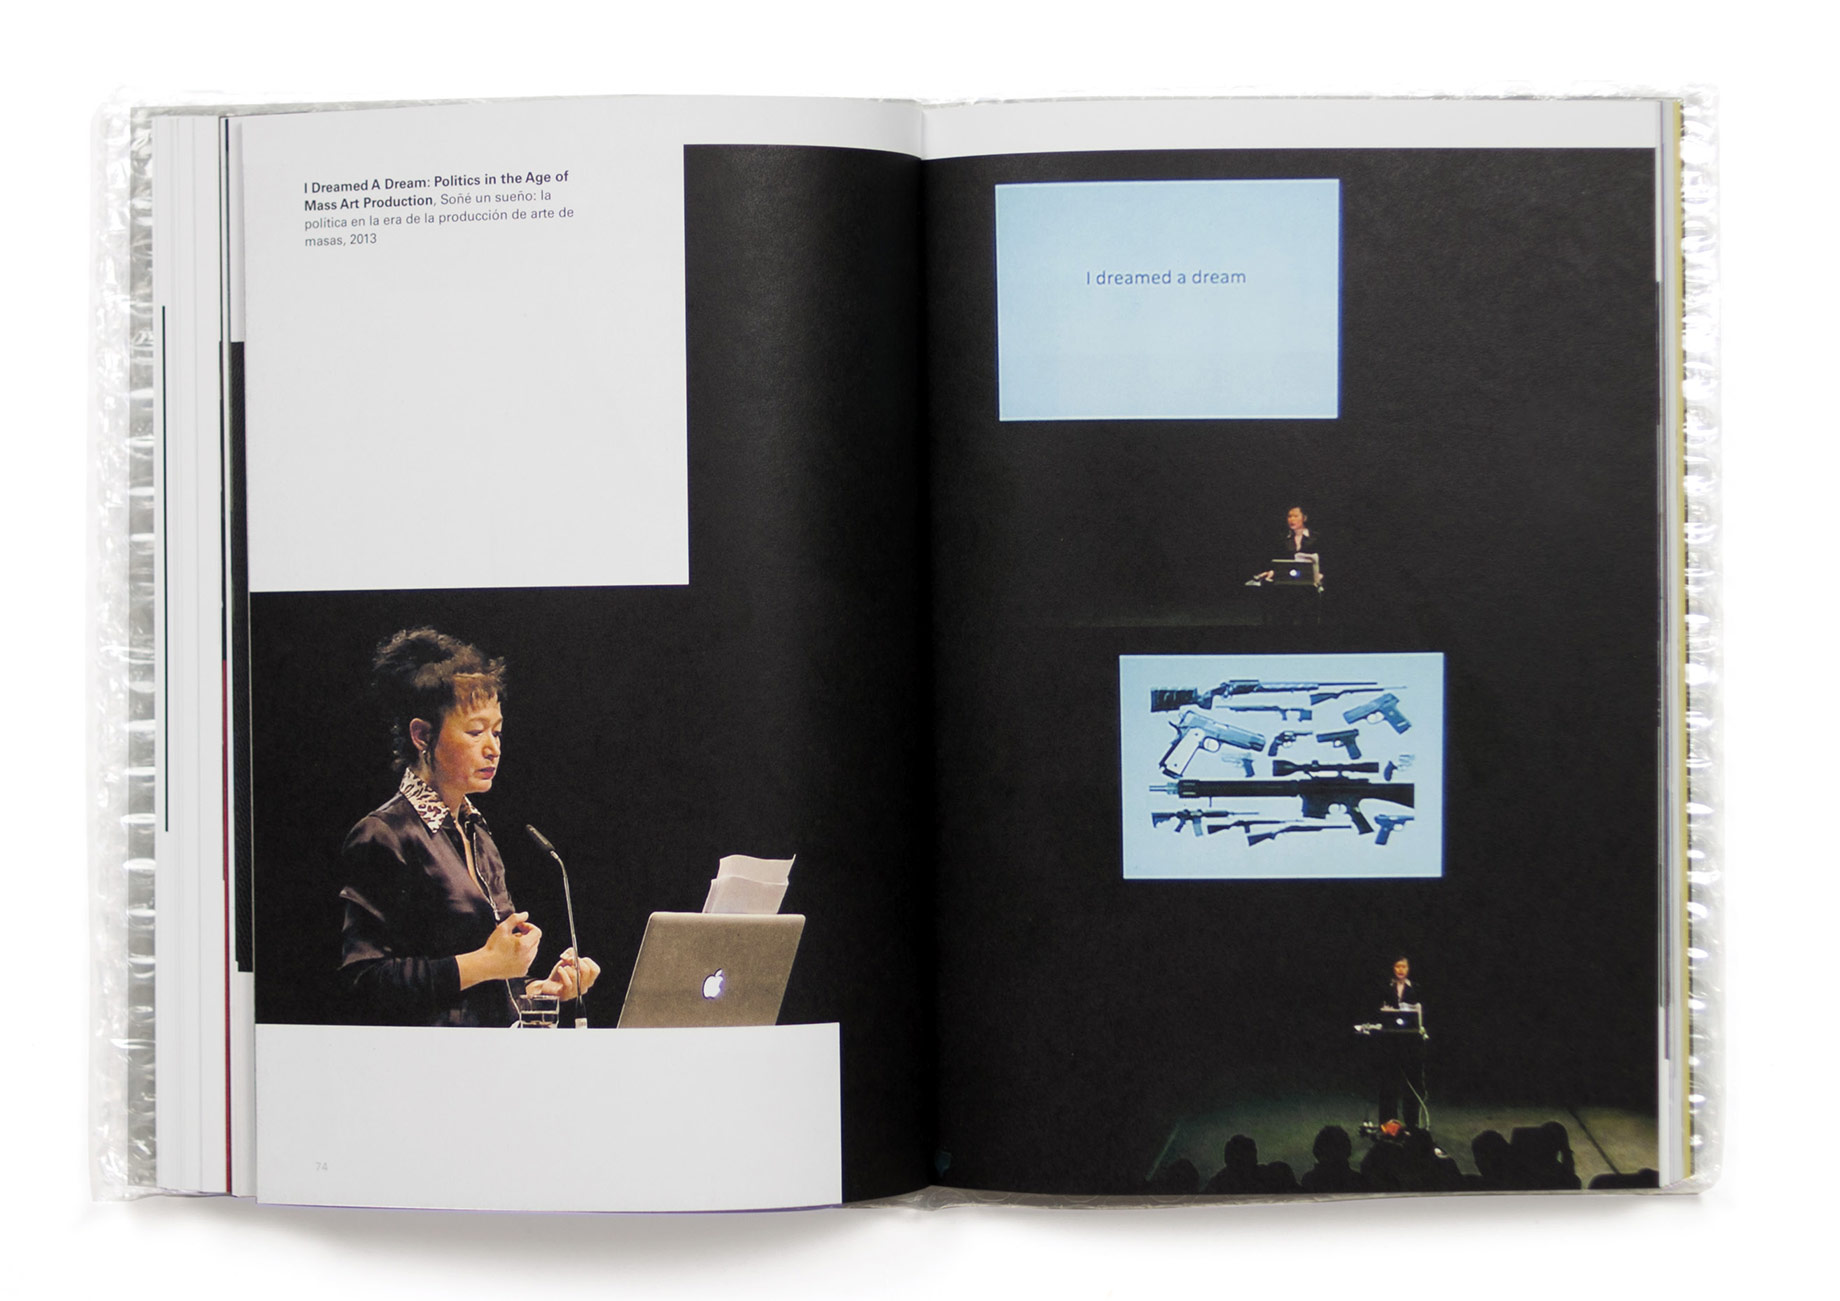 I Dreamed A Dream: Politics in the Age of
Mass Art Production, Soñé un sueño: la
política en la era de la producción de arte de
masas, 2013
I dreamed a dream
74